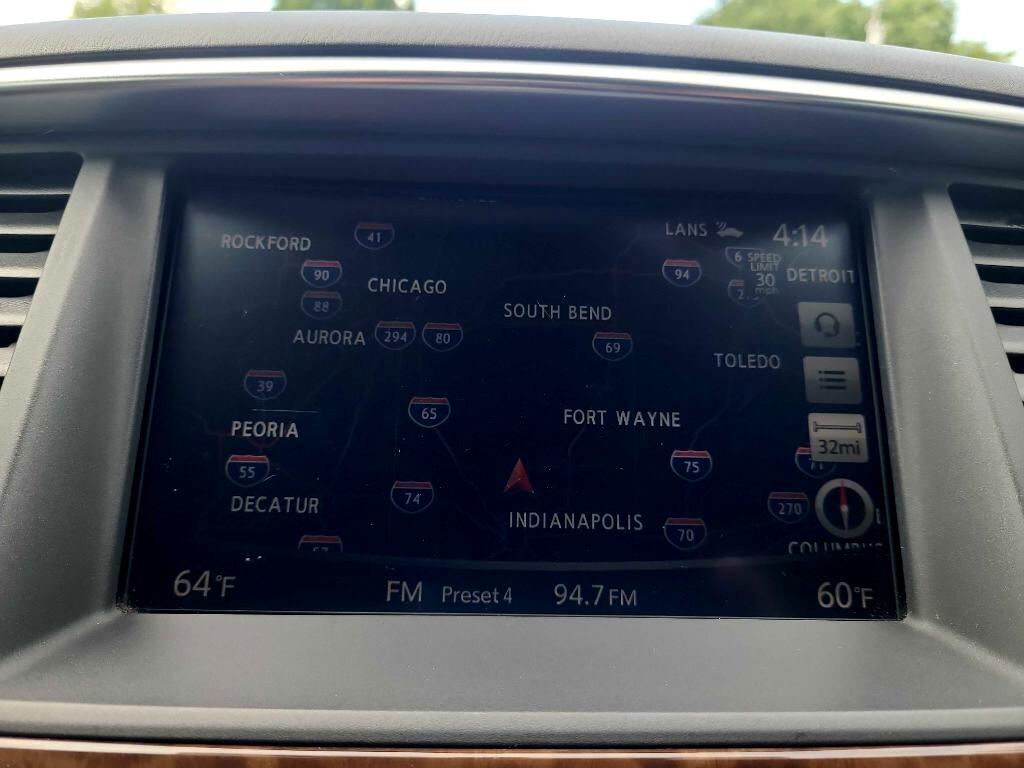 LANS
4:14
ROCKFORD
41
6
SPEED
LIMIT
30
mph
90
94
DETROIT
CHICAGO
88
SOUTH BEND
AURORA
294
80
69
TOLEDO
39
65
FORT WAYNE
PEORIA
32mi
55
75
74
DECATUR
270
INDIANAPOLIS
70
COLUMBUS
64°F
FM Preset 4 94.7 FM
60°F